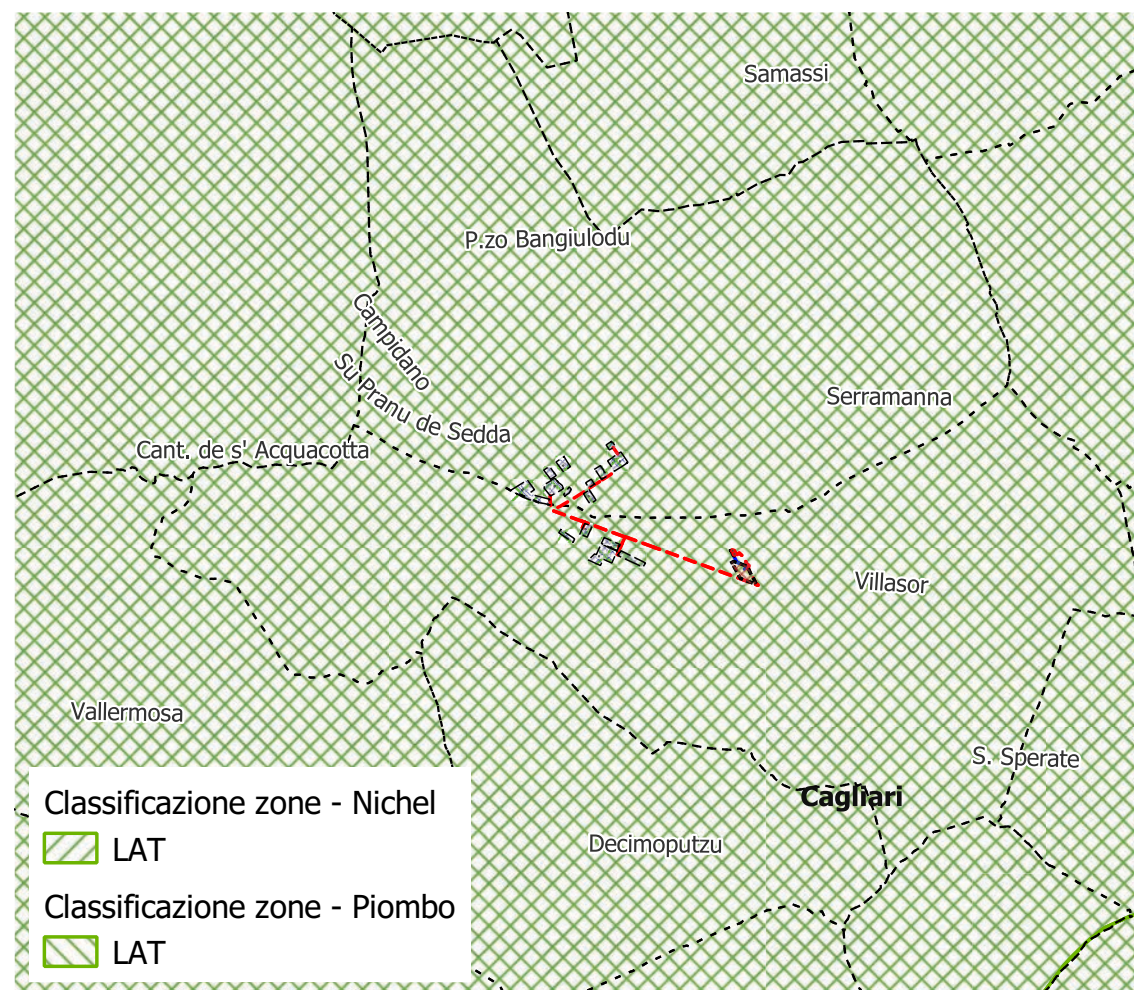 Samassi
P.zo Bangiulodu
Campidano
Su Pranu de Sedda
Serramanna
Cant. de s' Acquacotta
Villasor
Vallermosa
S. Sperate
Cagliari
Decimoputzu
Classificazione zone - Nichel
LAT
Classificazione zone - Piombo
LAT